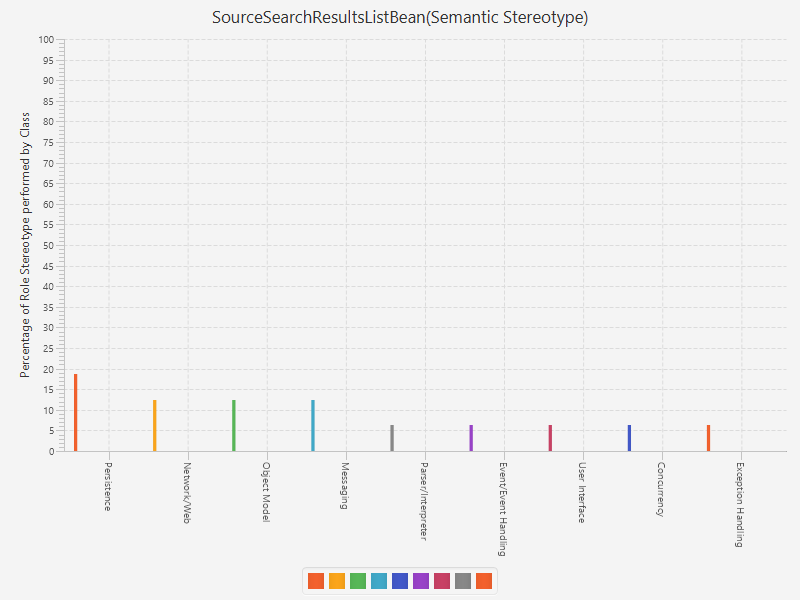 SourceSearchResultsListBean(Semantic Stereotype)
Percentage of Role Stereotype performed by Class
100
95
90
85
80
75
70
65
60
55
50
45
40
35
30
25
20
15
10
5
0
Persistence
Network/Web
Object Model
Messaging
Parser/Interpreter
Event/Event Handling
User Interface
Concurrency
Exception Handling